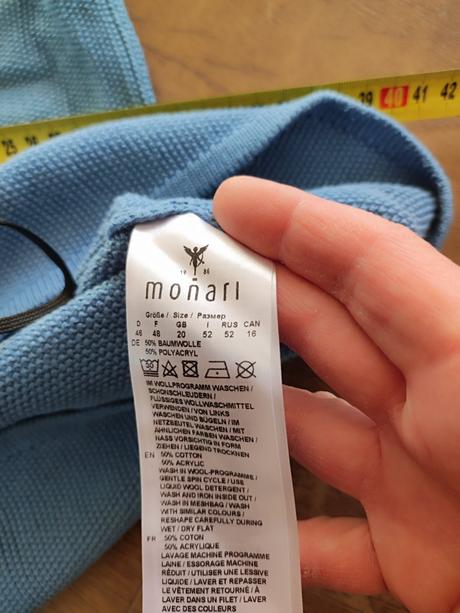 25 26 39 40 41 42
19 86
moñarI
Größe / Size / Размер
D F GB I RUS CAN
46 48 20 52 52 16
DE 50% BAUMWOLLE
50% POLYACRYL
IM WOLLPROGRAMM WASCHEN /
SCHONSCHLEUDERN /
FLÜSSIGES WOLLWASCHMITTEL
VERWENDEN / VON LINKS
WASCHEN UND BÜGELN / IM
NETZBEUTEL WASCHEN / MIT
ÄHNLICHEN FARBEN WASCHEN /
NASS VORSICHTIG IN FORM
ZIEHEN / LIEGEND TROCKNEN
EN 50% COTTON
50% ACRYLIC
WASH IN WOOL-PROGRAMME /
GENTLE SPIN CYCLE / USE
LIQUID WOOL DETERGENT /
WASH AND IRON INSIDE OUT /
WASH IN MESHBAG / WASH
WITH SIMILAR COLOURS /
RESHAPE CAREFULLY DURING
WET / DRY FLAT
FR 50% COTON
50% ACRYLIQUE
LAVAGE MACHINE PROGRAMME
LAINE / ESSORAGE MACHINE
RÉDUIT / UTILISER UNE LESSIVE
LIQUIDE / LAVER ET REPASSER
LE VÊTEMENT RETOURNÉ / À
LAVER DANS UN FILET / LAVER
AVEC DES COULEURS